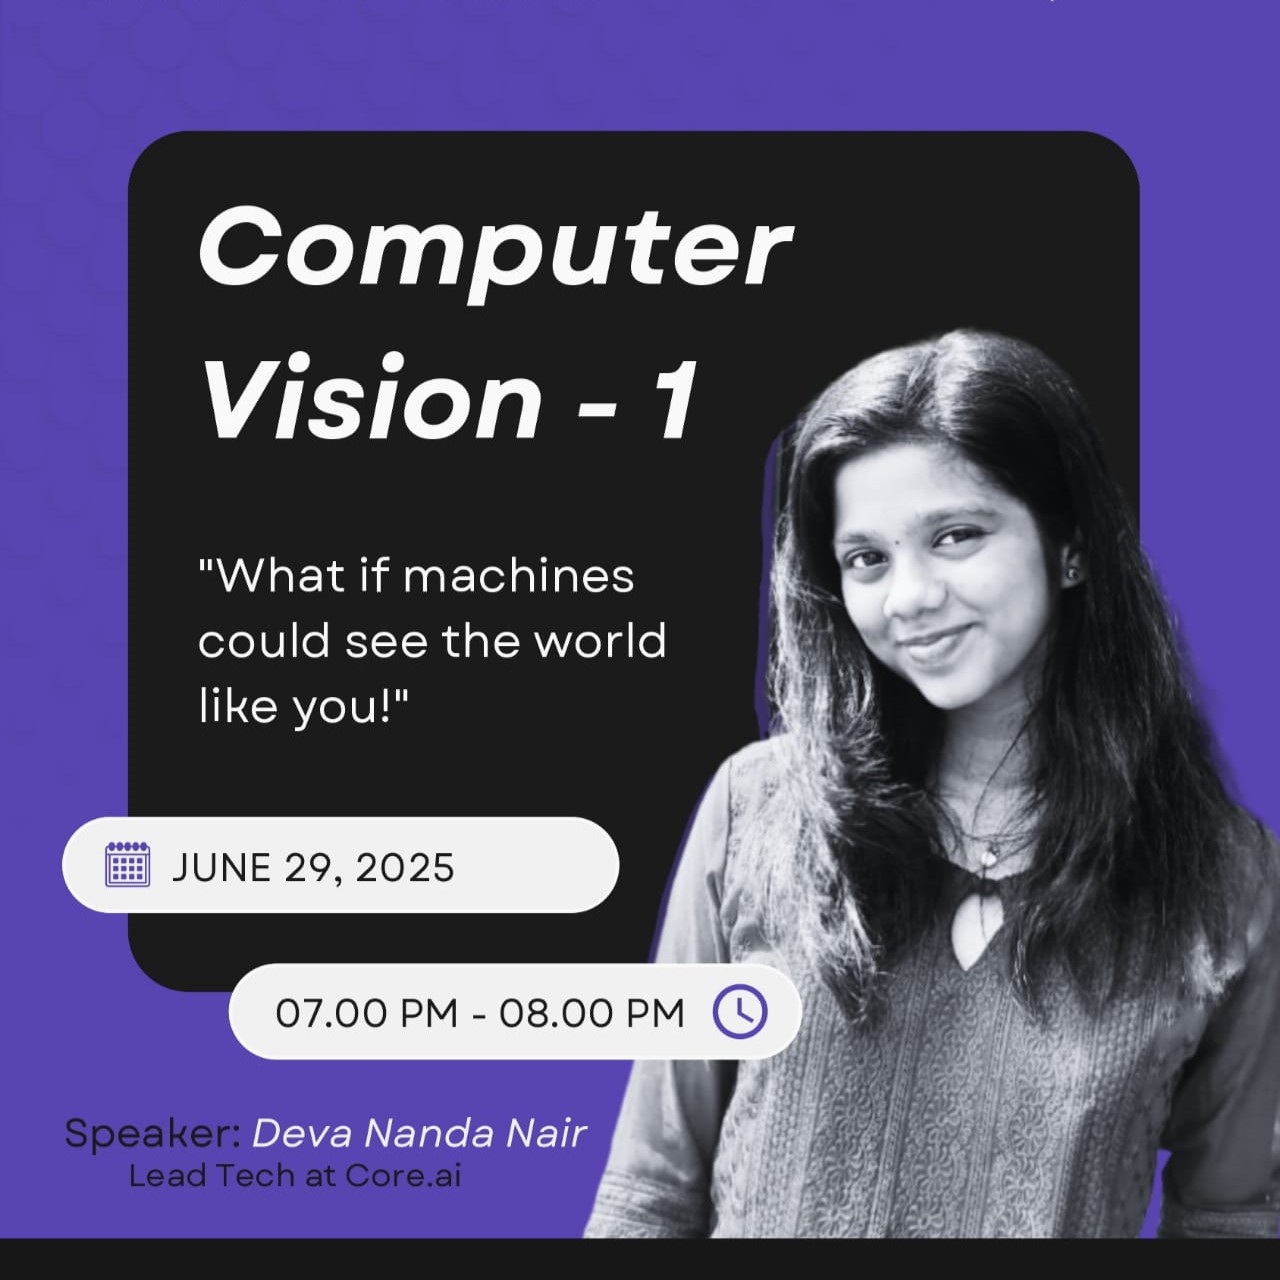 Computer
Vision - 1
"What if machines
could see the world
like you!"
JUNE 29, 2025
07.00 PM - 08.00 PM
Speaker: Deva Nanda Nair
Lead Tech at Core.ai